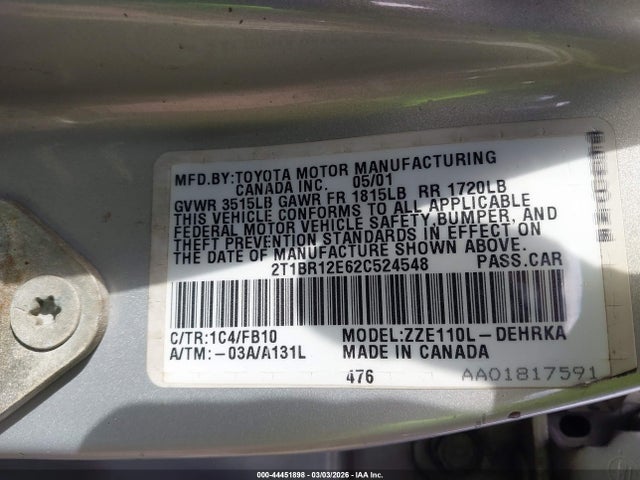 MFD.BY:TOYOTA MOTOR MANUFACTURING
CANADA INC. 05/01
GVWR 3515LB GAWR FR 1815LB RR 1720LB
THIS VEHICLE CONFORMS TO ALL APPLICABLE
FEDERAL MOTOR VEHICLE SAFETY,BUMPER, AND
THEFT PREVENTION STANDARDS IN EFFECT ON
THE DATE OF MANUFACTURE SHOWN ABOVE.
2T1BR12E62C524548 PASS.CAR
C/TR:1C4/FB10 MODEL:ZZE110L-DEHRKA
A/TM:-03A/A131L MADE IN CANADA
476 AA01817591
000-44451898 - 03/03/2026 - IAA Inc.